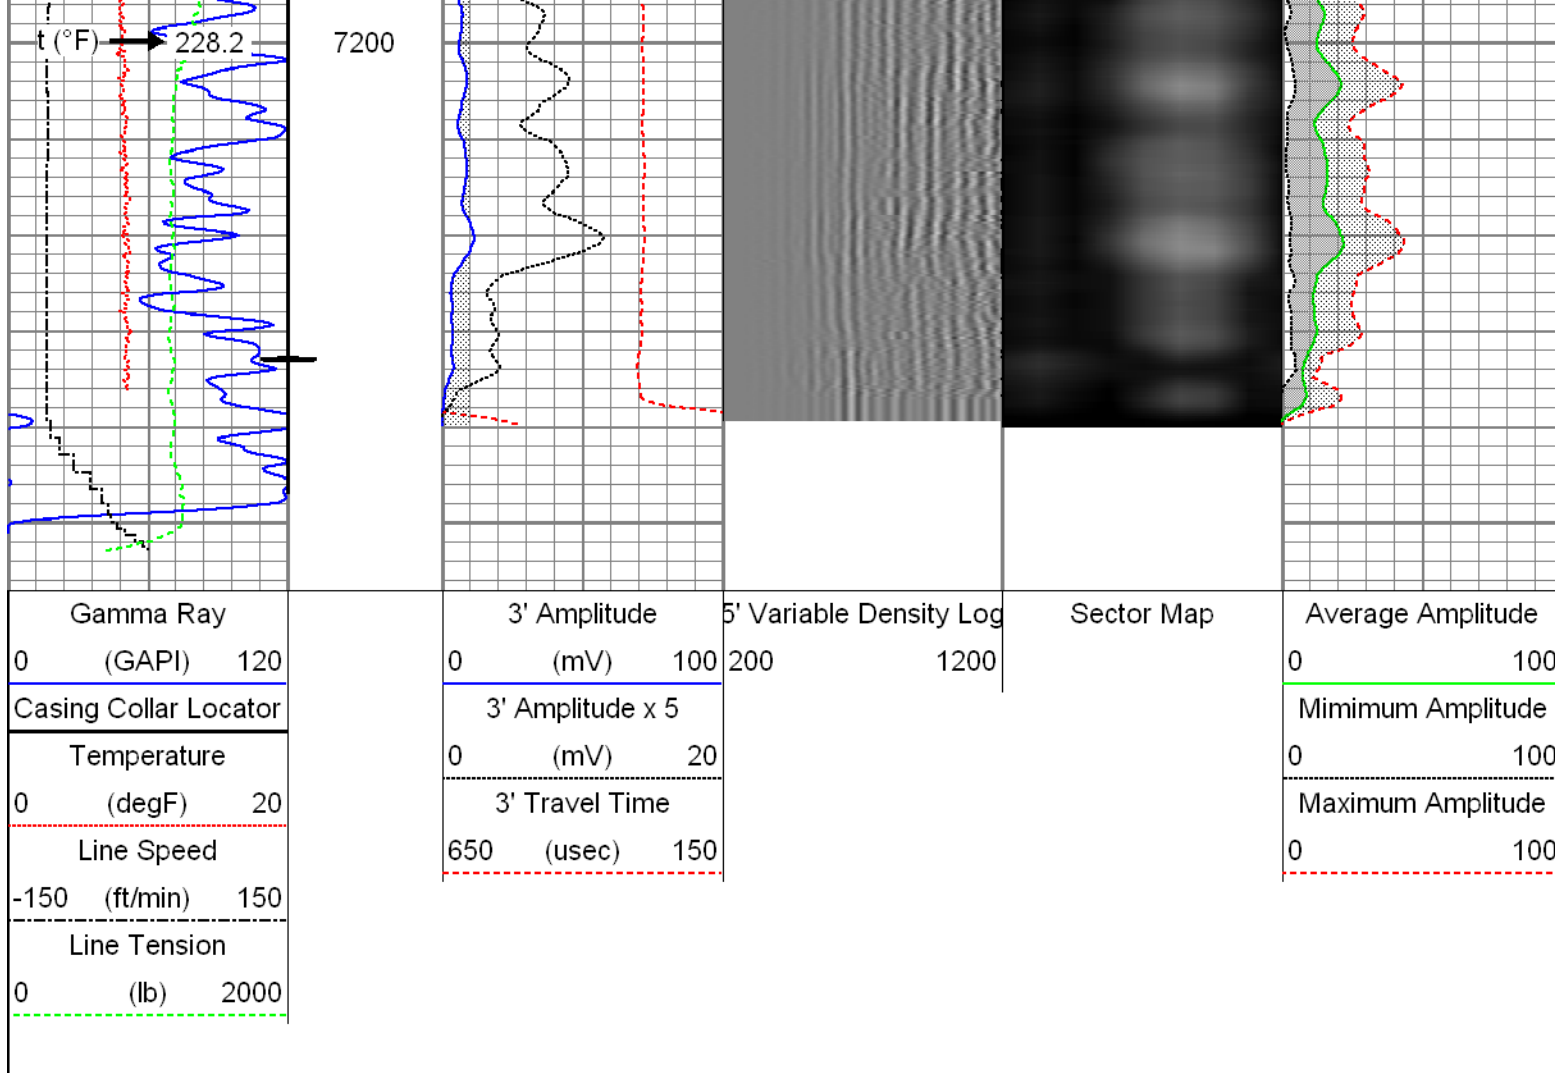 t (°F) 228.2
7200
Gamma Ray
0 (GAPI) 120
Casing Collar Locator
Temperature
0 (degF) 20
Line Speed
-150 (ft/min) 150
Line Tension
0 (lb) 2000
3' Amplitude
0 (mV) 100
3' Amplitude x 5
0 (mV) 20
3' Travel Time
650 (usec) 150
5' Variable Density Log
200 1200
Sector Map
Average Amplitude
0 100
Mimimum Amplitude
0 100
Maximum Amplitude
0 100